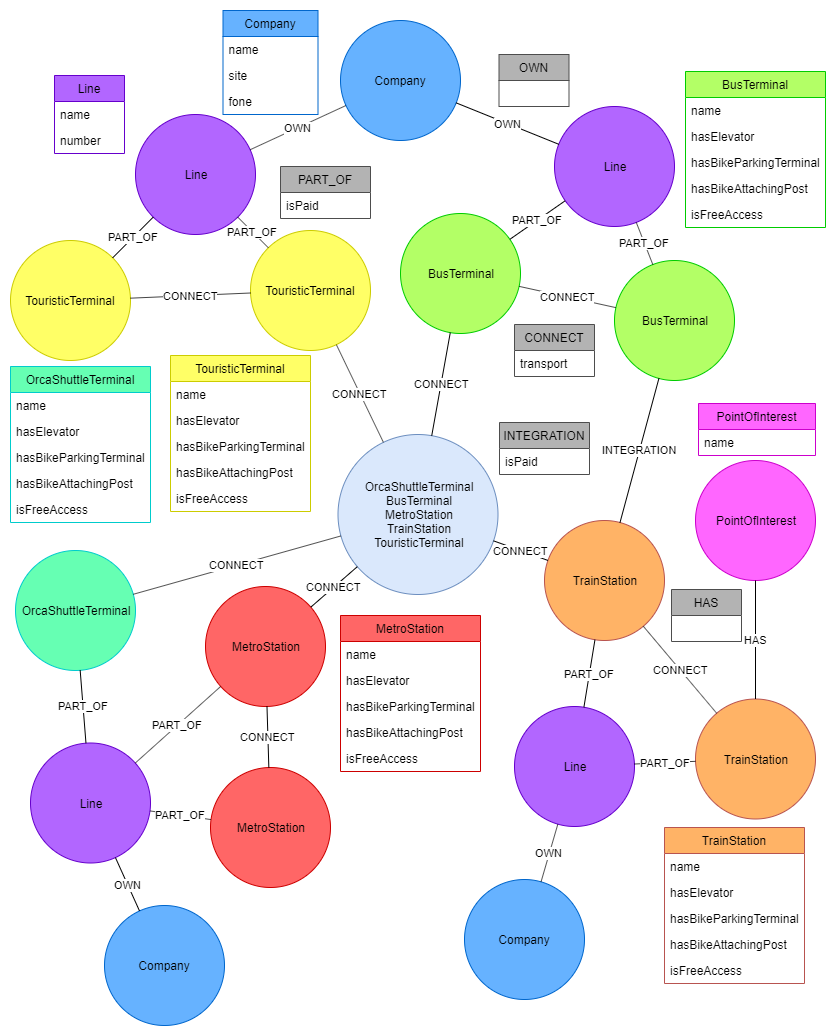 Company
name
site
fone
Company
OWN
BusTerminal
name
hasElevator
hasBikeParkingTerminal
hasBikeAttachingPost
isFreeAccess
Line
name
number
OWN
OWN
Line
Line
PART_OF
isPaid
PART_OF
PART_OF
PART_OF
PART_OF
TouristicTerminal
CONNECT
TouristicTerminal
BusTerminal
CONNECT
BusTerminal
CONNECT
transport
OrcaShuttleTerminal
name
hasElevator
hasBikeParkingTerminal
hasBikeAttachingPost
isFreeAccess
TouristicTerminal
name
hasElevator
hasBikeParkingTerminal
hasBikeAttachingPost
isFreeAccess
CONNECT
CONNECT
INTEGRATION
isPaid
INTEGRATION
PointOfInterest
name
PointOfInterest
OrcaShuttleTerminal
BusTerminal
MetroStation
TrainStation
TouristicTerminal
CONNECT
CONNECT
CONNECT
TrainStation
HAS
HAS
OrcaShuttleTerminal
MetroStation
MetroStation
name
hasElevator
hasBikeParkingTerminal
hasBikeAttachingPost
isFreeAccess
CONNECT
PART_OF
PART_OF
PART_OF
CONNECT
Line
PART_OF
MetroStation
Line
PART_OF
TrainStation
OWN
Company
OWN
Company
TrainStation
name
hasElevator
hasBikeParkingTerminal
hasBikeAttachingPost
isFreeAccess